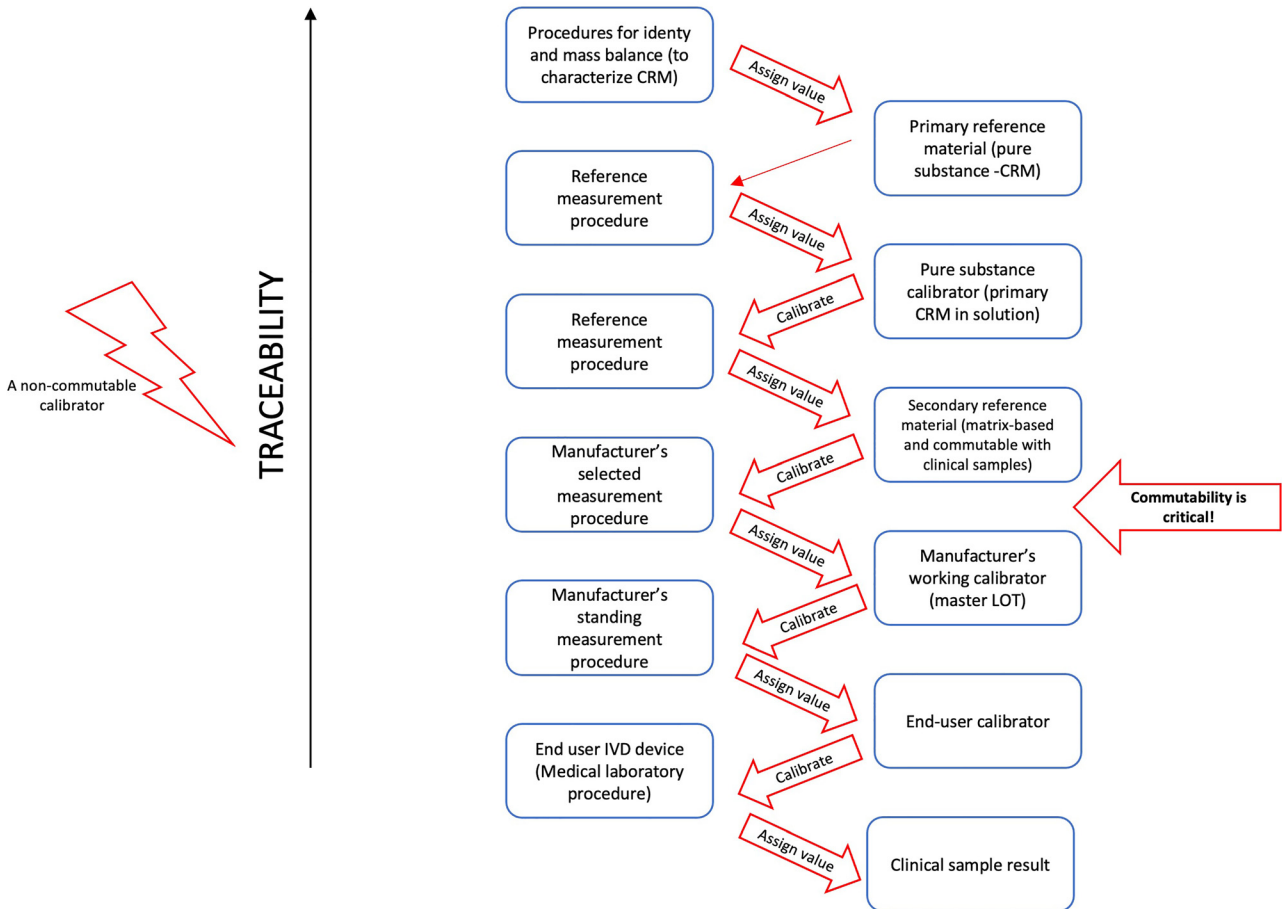 Procedures for identy
and mass balance (to
characterize CRM)
Assign value
Primary reference
material (pure
substance -CRM)
Reference
measurement
procedure
Assign value
Pure substance
calibrator (primary
CRM in solution)
Calibrate
Reference
measurement
procedure
Assign value
Secondary reference
material (matrix-based
and commutable with
clinical samples)
Calibrate
Manufacturer’s
selected
measurement
procedure
Assign value
Manufacturer’s
working calibrator
(master LOT)
Calibrate
Manufacturer’s
standing
measurement
procedure
Assign value
End-user calibrator
Calibrate
End user IVD device
(Medical laboratory
procedure)
Assign value
Clinical sample result
TRACEABILITY
A non-commutable
calibrator
Commutability is
critical!